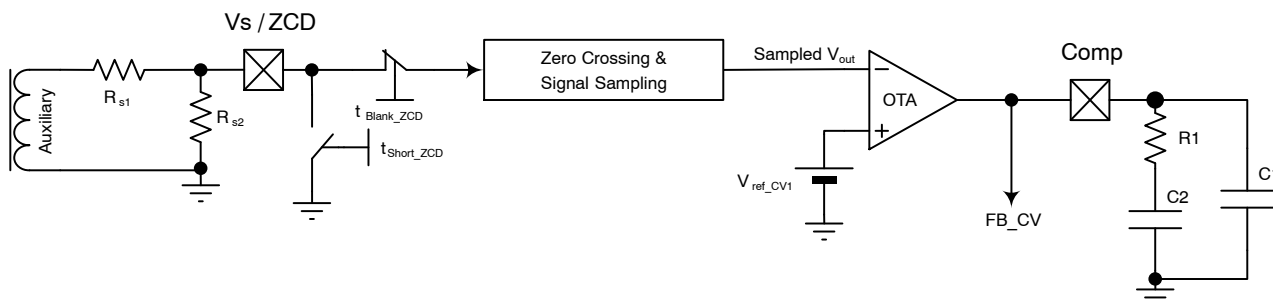 Vs / ZCD
Auxiliary
Rs1
Rs2
tBlank_ZCD
tShort_ZCD
Zero Crossing &
Signal Sampling
Sampled Vout
−
OTA
+
Vref_CV1
FB_CV
Comp
R1
C2